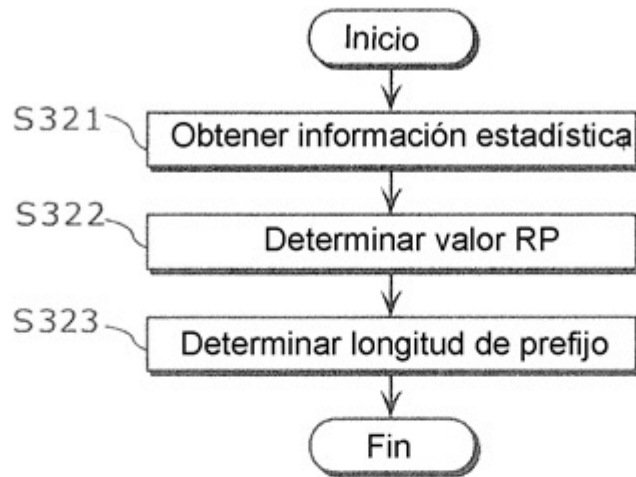 Inicio
S321
Obtener información estadística
S322
Determinar valor RP
S323
Determinar longitud de prefijo
Fin